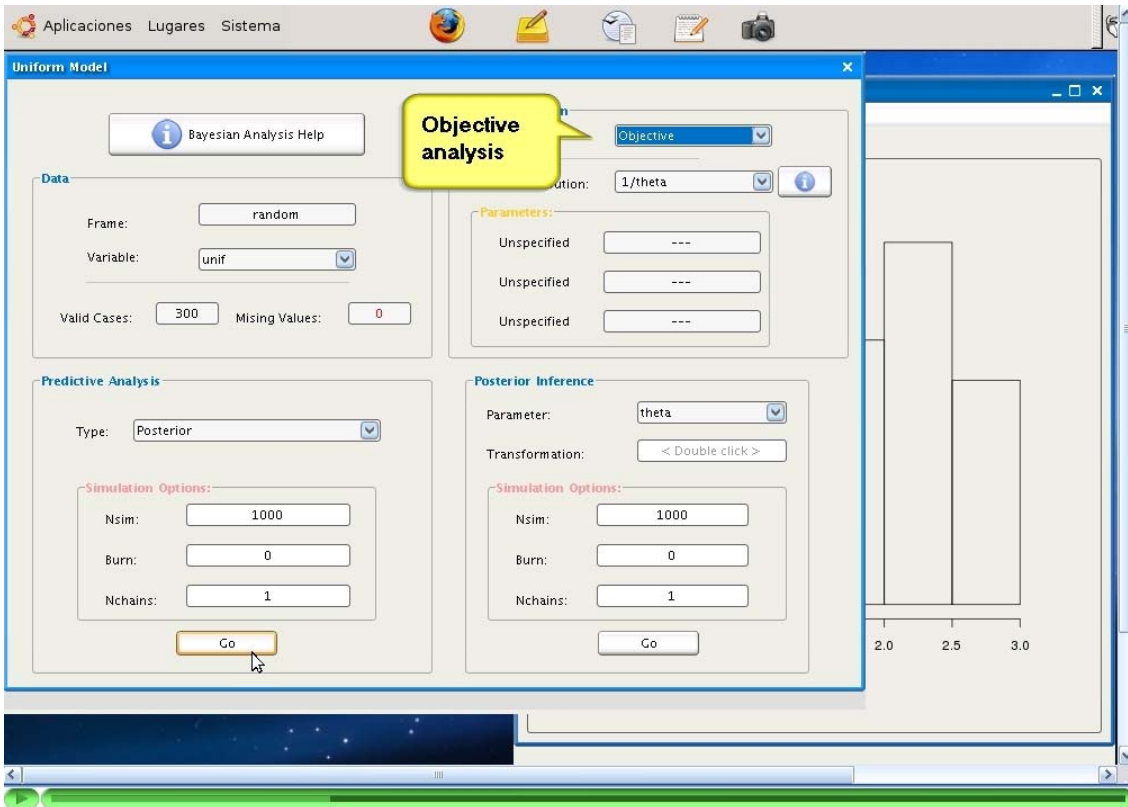 Aplicaciones Lugares Sistema
Uniform Model
Bayesian Analysis Help
Objective
analysis
Objective
Data
Frame: random
Variable: unif
Valid Cases: 300 Mising Values: 0
1/theta
Parameters:
Unspecified ---
Unspecified ---
Unspecified ---
Predictive Analysis
Type: Posterior
Simulation Options:
Nsim: 1000
Burn: 0
Nchains: 1
Go
Posterior Inference
Parameter: theta
Transformation: < Double click >
Simulation Options:
Nsim: 1000
Burn: 0
Nchains: 1
Go
2.0 2.5 3.0